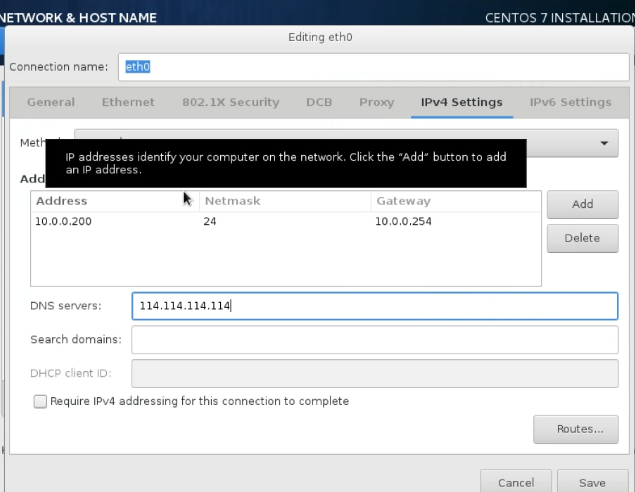 NETWORK & HOST NAME
CENTOS 7 INSTALLATION
Editing eth0
Connection name: eth0
General Ethernet 802.1X Security DCB Proxy IPv4 Settings IPv6 Settings
IP addresses identify your computer on the network. Click the "Add" button to add
an IP address.
Address Netmask Gateway
10.0.0.200 24 10.0.0.254
Add
Delete
DNS servers: 114.114.114.114
Search domains:
DHCP client ID:
Require IPv4 addressing for this connection to complete
Routes...
Cancel Save